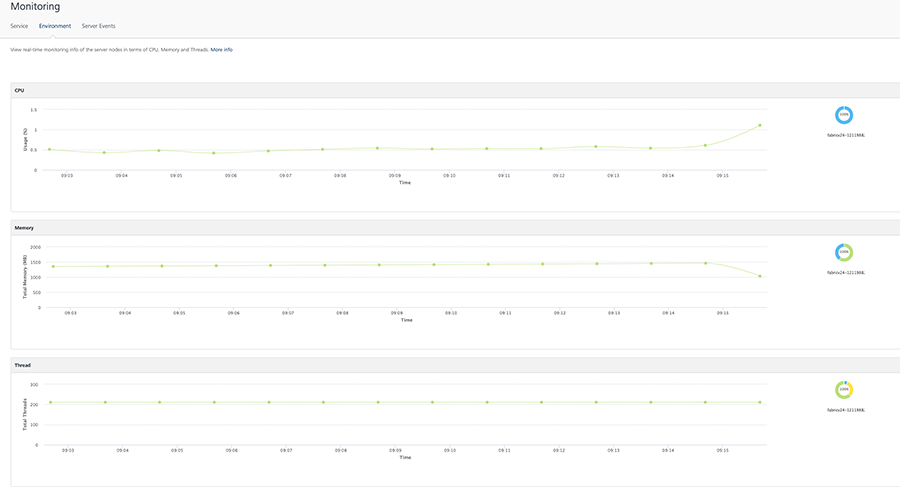 Monitoring
Service Environment Server Events
View real-time monitoring info of the server nodes in terms of CPU, Memory and Threads. More info
CPU
Usage (%)
1.5
1
0.5
0
09:03 09:04 09:05 09:06 09:07 09:08 09:09 09:10 09:11 09:12 09:13 09:14 09:15
Time
100%
Memory
Total Memory (MB)
2000
1500
1000
500
0
09:03 09:04 09:05 09:06 09:07 09:08 09:09 09:10 09:11 09:12 09:13 09:14 09:15
Time
100%
Thread
Total Threads
300
200
100
0
09:03 09:04 09:05 09:06 09:07 09:08 09:09 09:10 09:11 09:12 09:13 09:14 09:15
Time
100%